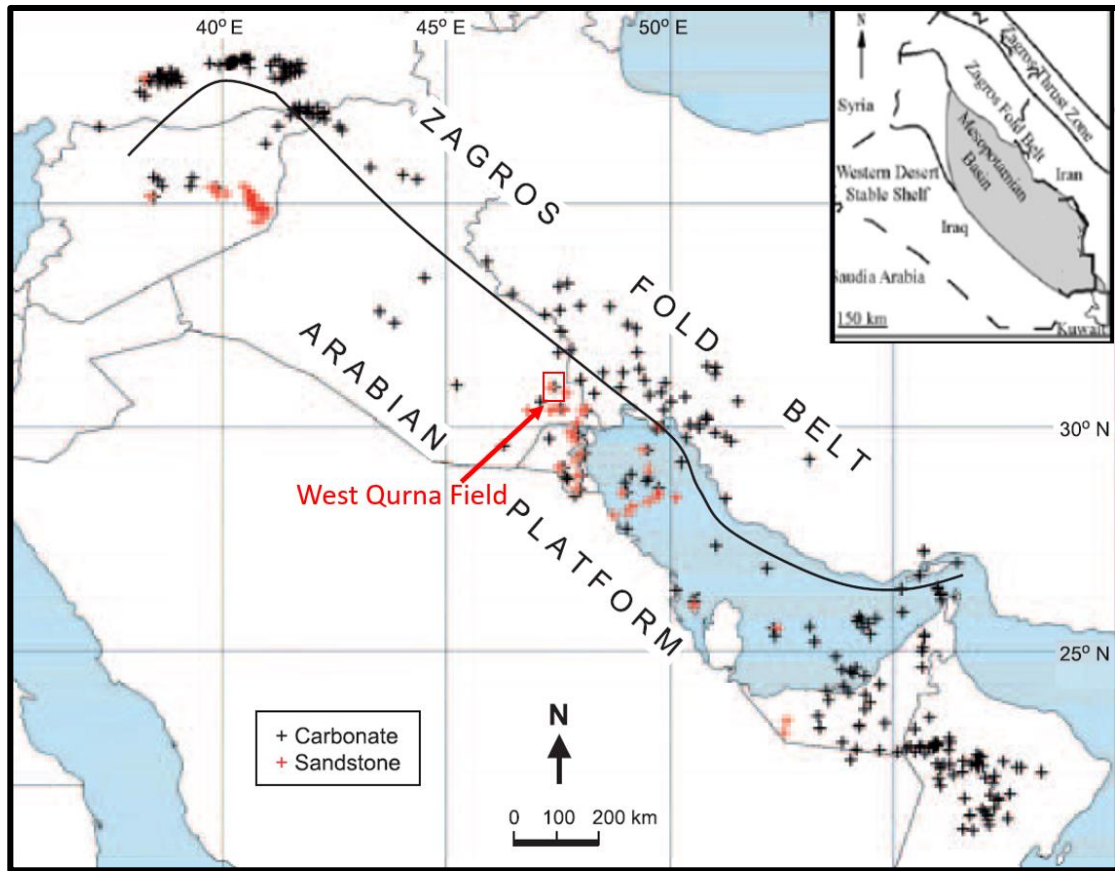 40° E
45° E
50° E
ZAGROS
FOLD
BELT
ARABIAN
PLATFORM
30° N
25° N
West Qurna Field
+ Carbonate
+ Sandstone
N
0 100 200 km
N
Zagros Thrust Zone
Zagros Fold Belt
Syria
Mesopotamian
Basin
Iran
Western Desert
Stable Shelf
Iraq
Saudi Arabia
150 km
Kuwait